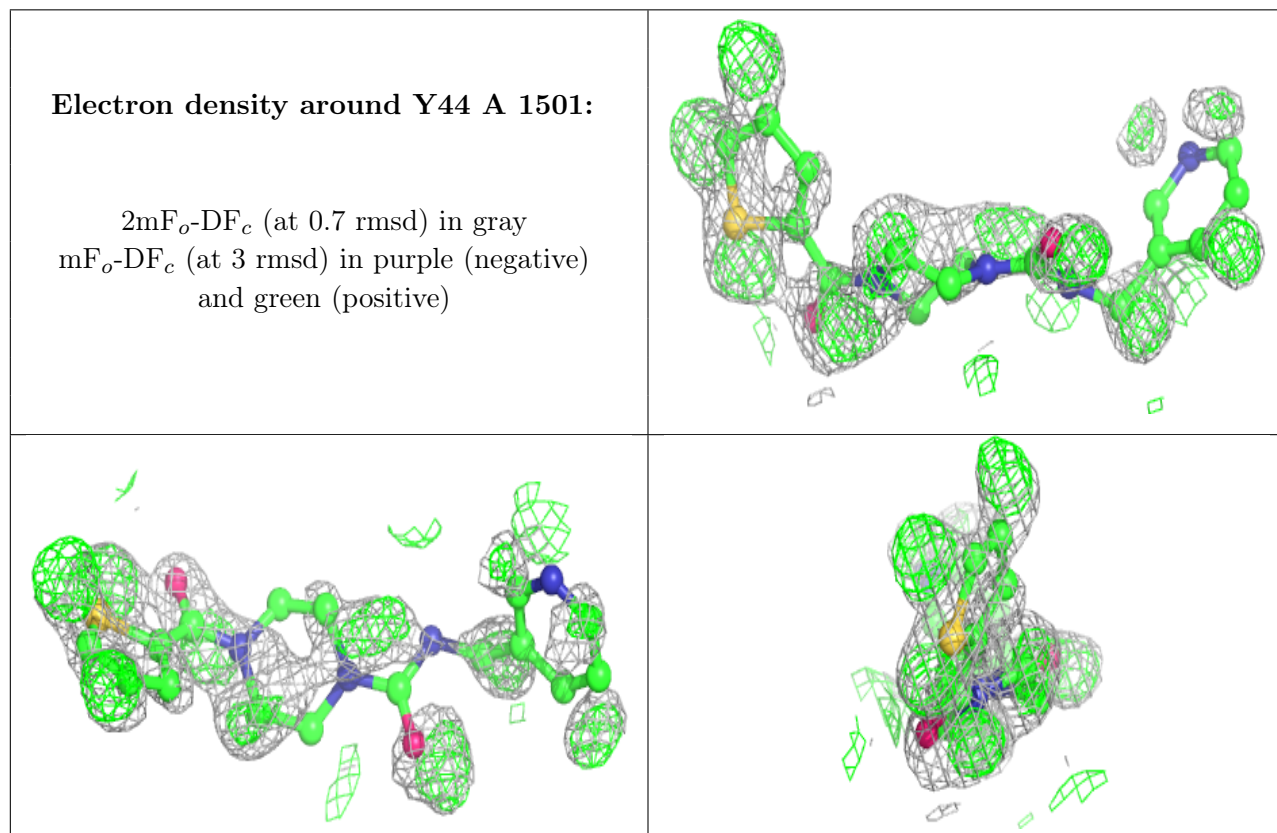 Electron density around Y44 A 1501:
2mFₒ-DF𝑐 (at 0.7 rmsd) in gray
mFₒ-DF𝑐 (at 3 rmsd) in purple (negative)
and green (positive)